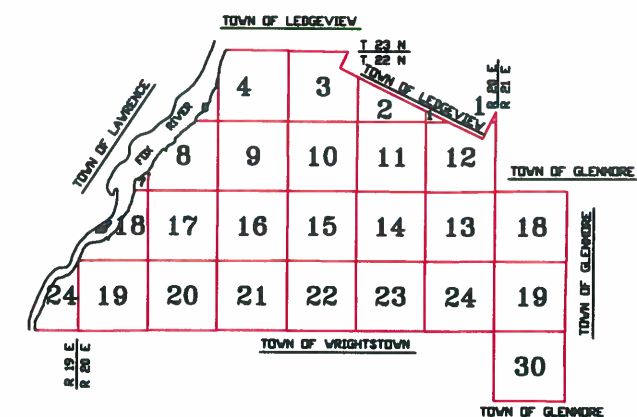 TOWN OF LEDGEVIEW
T 23 N
T 22 N
TOWN OF LEDGEVIEW
R 20 E
R 21 E
TOWN OF LAWRENCE
FOX RIVER
4 3 2 1 1
8 9 10 11 12
TOWN OF GLENMORE
18 17 16 15 14 13 18
TOWN OF GLENMORE
24 19 20 21 22 23 24 19
R 19 E
R 20 E
TOWN OF WRIGHTSTOWN
30
TOWN OF GLENMORE